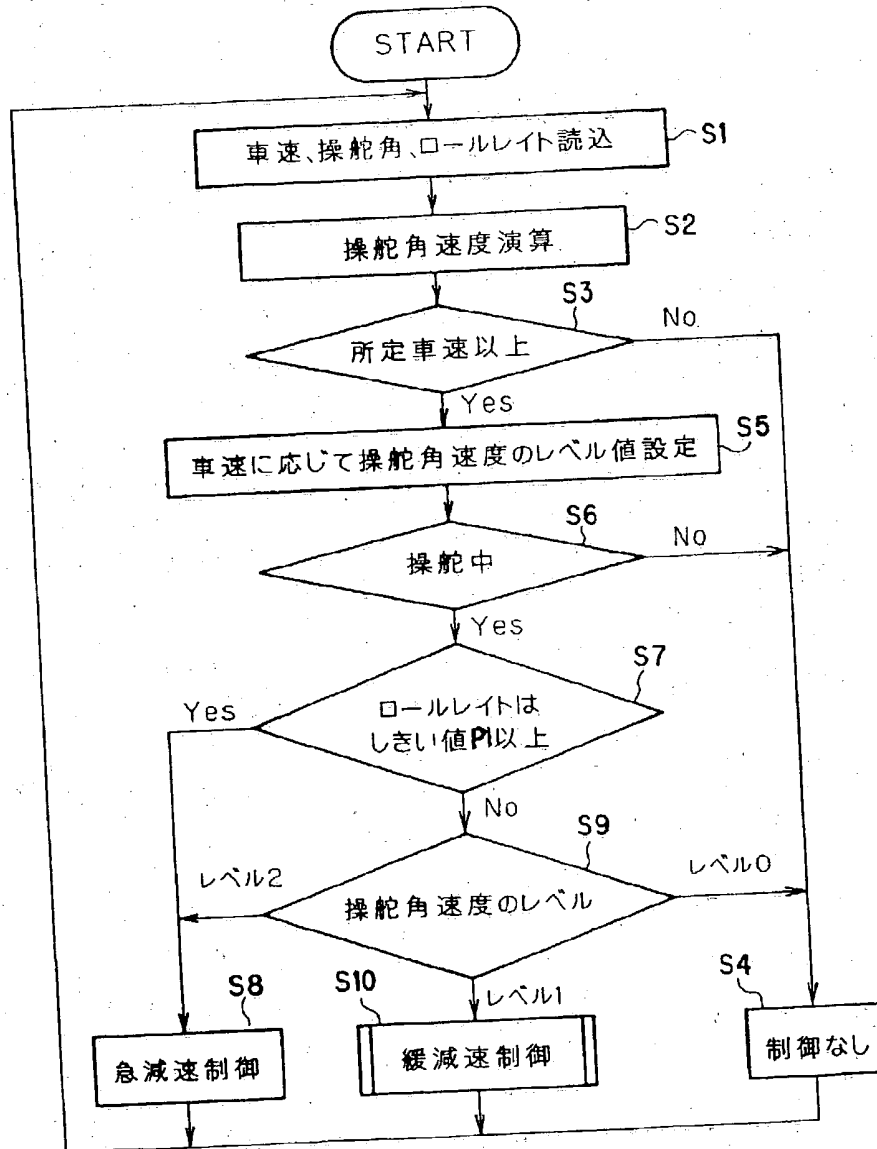 START
車速、操舵角、ロールレイト読込
S1
操舵角速度演算
S2
S3
所定車速以上
No
Yes
車速に応じて操舵角速度のレベル値設定
S5
S6
操舵中
No
Yes
S7
Yes
ロールレイトは
しきい値P1以上
No
S9
レベル2
操舵角速度のレベル
レベル0
S8
S10
レベル1
S4
急減速制御
緩減速制御
制御なし